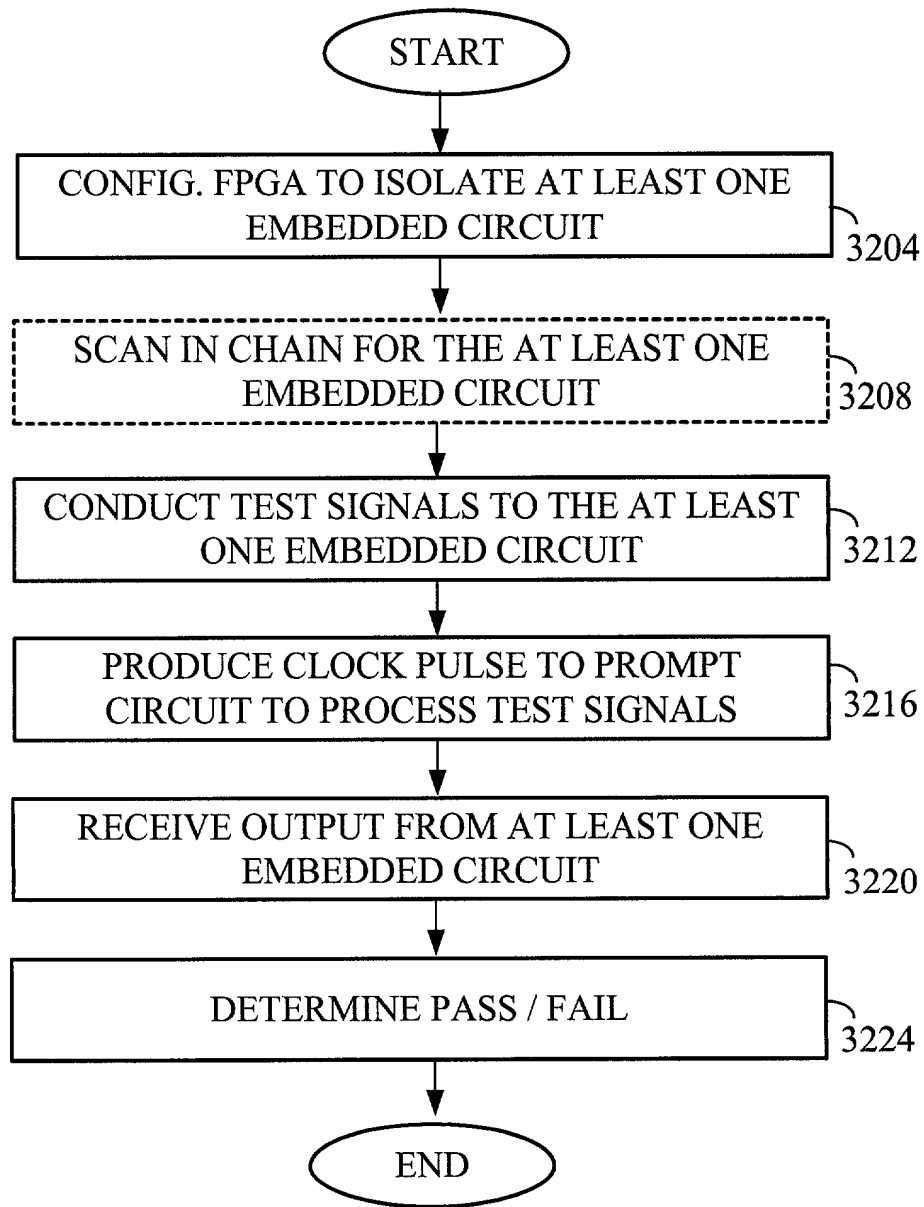 START
CONFIG. FPGA TO ISOLATE AT LEAST ONE
EMBEDDED CIRCUIT
3204
SCAN IN CHAIN FOR THE AT LEAST ONE
EMBEDDED CIRCUIT
3208
CONDUCT TEST SIGNALS TO THE AT LEAST
ONE EMBEDDED CIRCUIT
3212
PRODUCE CLOCK PULSE TO PROMPT
CIRCUIT TO PROCESS TEST SIGNALS
3216
RECEIVE OUTPUT FROM AT LEAST ONE
EMBEDDED CIRCUIT
3220
DETERMINE PASS / FAIL
3224
END